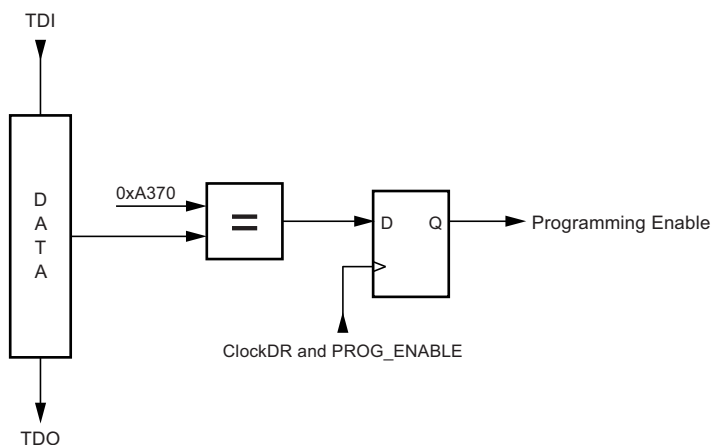 TDI
D
A
T
A
0xA370
=
D Q
Programming Enable
ClockDR and PROG_ENABLE
TDO